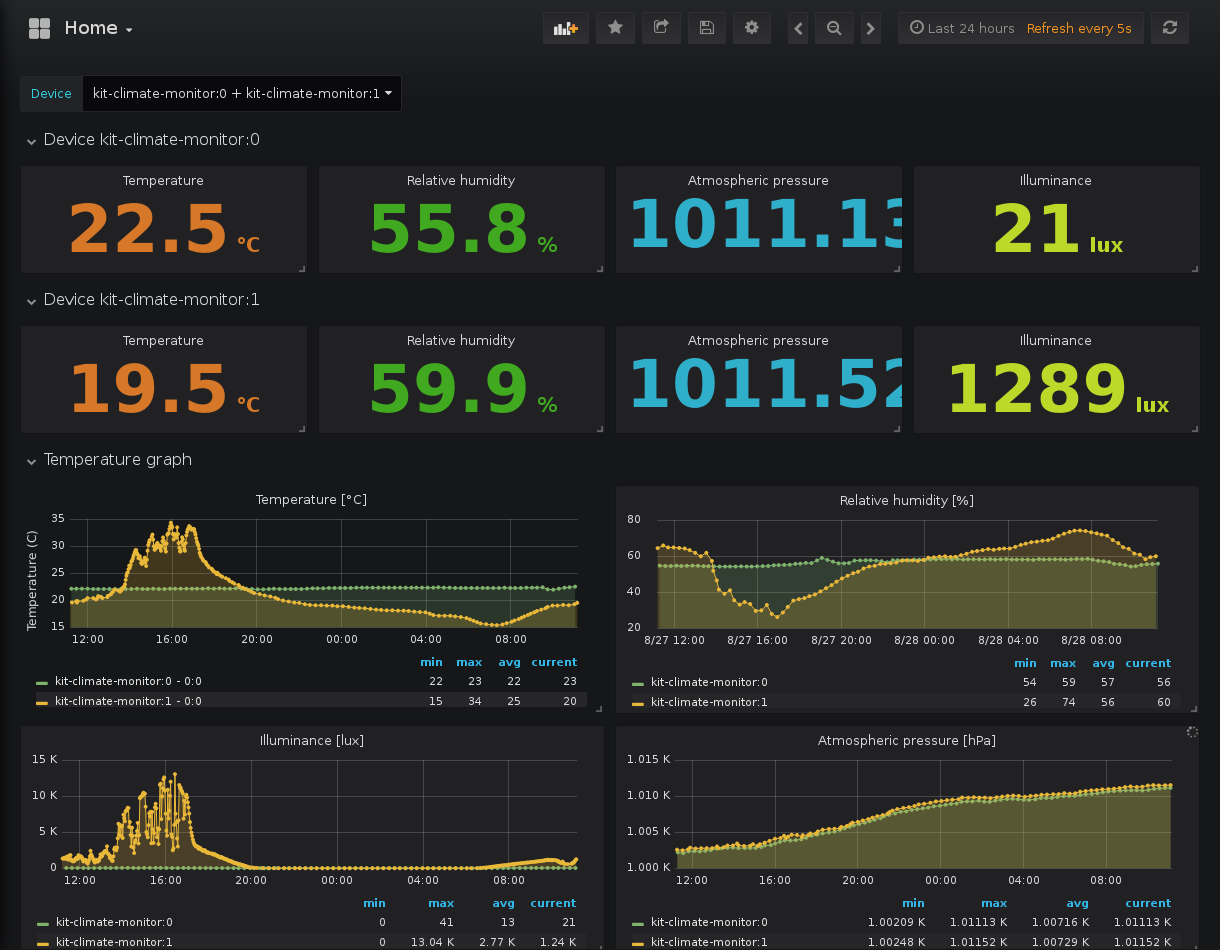 Home
Last 24 hours Refresh every 5s
Device kit-climate-monitor:0 + kit-climate-monitor:1
Device kit-climate-monitor:0
Temperature
22.5 °C
Relative humidity
55.8 %
Atmospheric pressure
1011.13
Illuminance
21 lux
Device kit-climate-monitor:1
Temperature
19.5 °C
Relative humidity
59.9 %
Atmospheric pressure
1011.52
Illuminance
1289 lux
Temperature graph
Temperature [°C]
Temperature (C)
35
30
25
20
15
12:00 16:00 20:00 00:00 04:00 08:00
min max avg current
kit-climate-monitor:0 - 0:0 22 23 22 23
kit-climate-monitor:1 - 0:0 15 34 25 20
Relative humidity [%]
80
60
40
20
8/27 12:00 8/27 16:00 8/27 20:00 8/28 00:00 8/28 04:00 8/28 08:00
min max avg current
kit-climate-monitor:0 54 59 57 56
kit-climate-monitor:1 26 74 56 60
Illuminance [lux]
15 K
10 K
5 K
0
12:00 16:00 20:00 00:00 04:00 08:00
min max avg current
kit-climate-monitor:0 0 41 13 21
kit-climate-monitor:1 0 13.04 K 2.77 K 1.24 K
Atmospheric pressure [hPa]
1.015 K
1.010 K
1.005 K
1.000 K
12:00 16:00 20:00 00:00 04:00 08:00
min max avg current
kit-climate-monitor:0 1.00209 K 1.01113 K 1.00716 K 1.01113 K
kit-climate-monitor:1 1.00248 K 1.01152 K 1.00729 K 1.01152 K